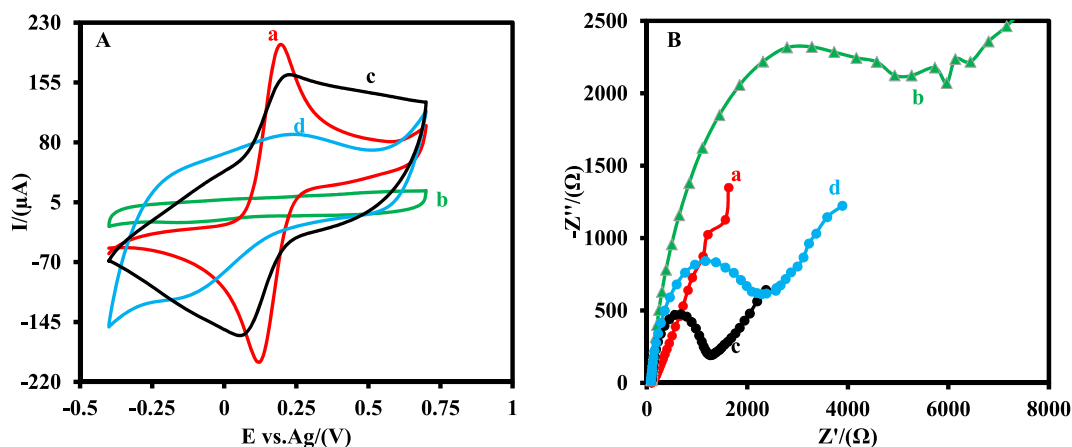 A
230
155
80
5
-70
-145
-220
I/(µA)
a
c
d
b
-0.5
-0.25
0
0.25
0.5
0.75
1
E vs.Ag/(V)
B
2500
2000
1500
1000
500
0
-Z''/(Ω)
b
a
d
c
0
2000
4000
6000
8000
Z'/(Ω)